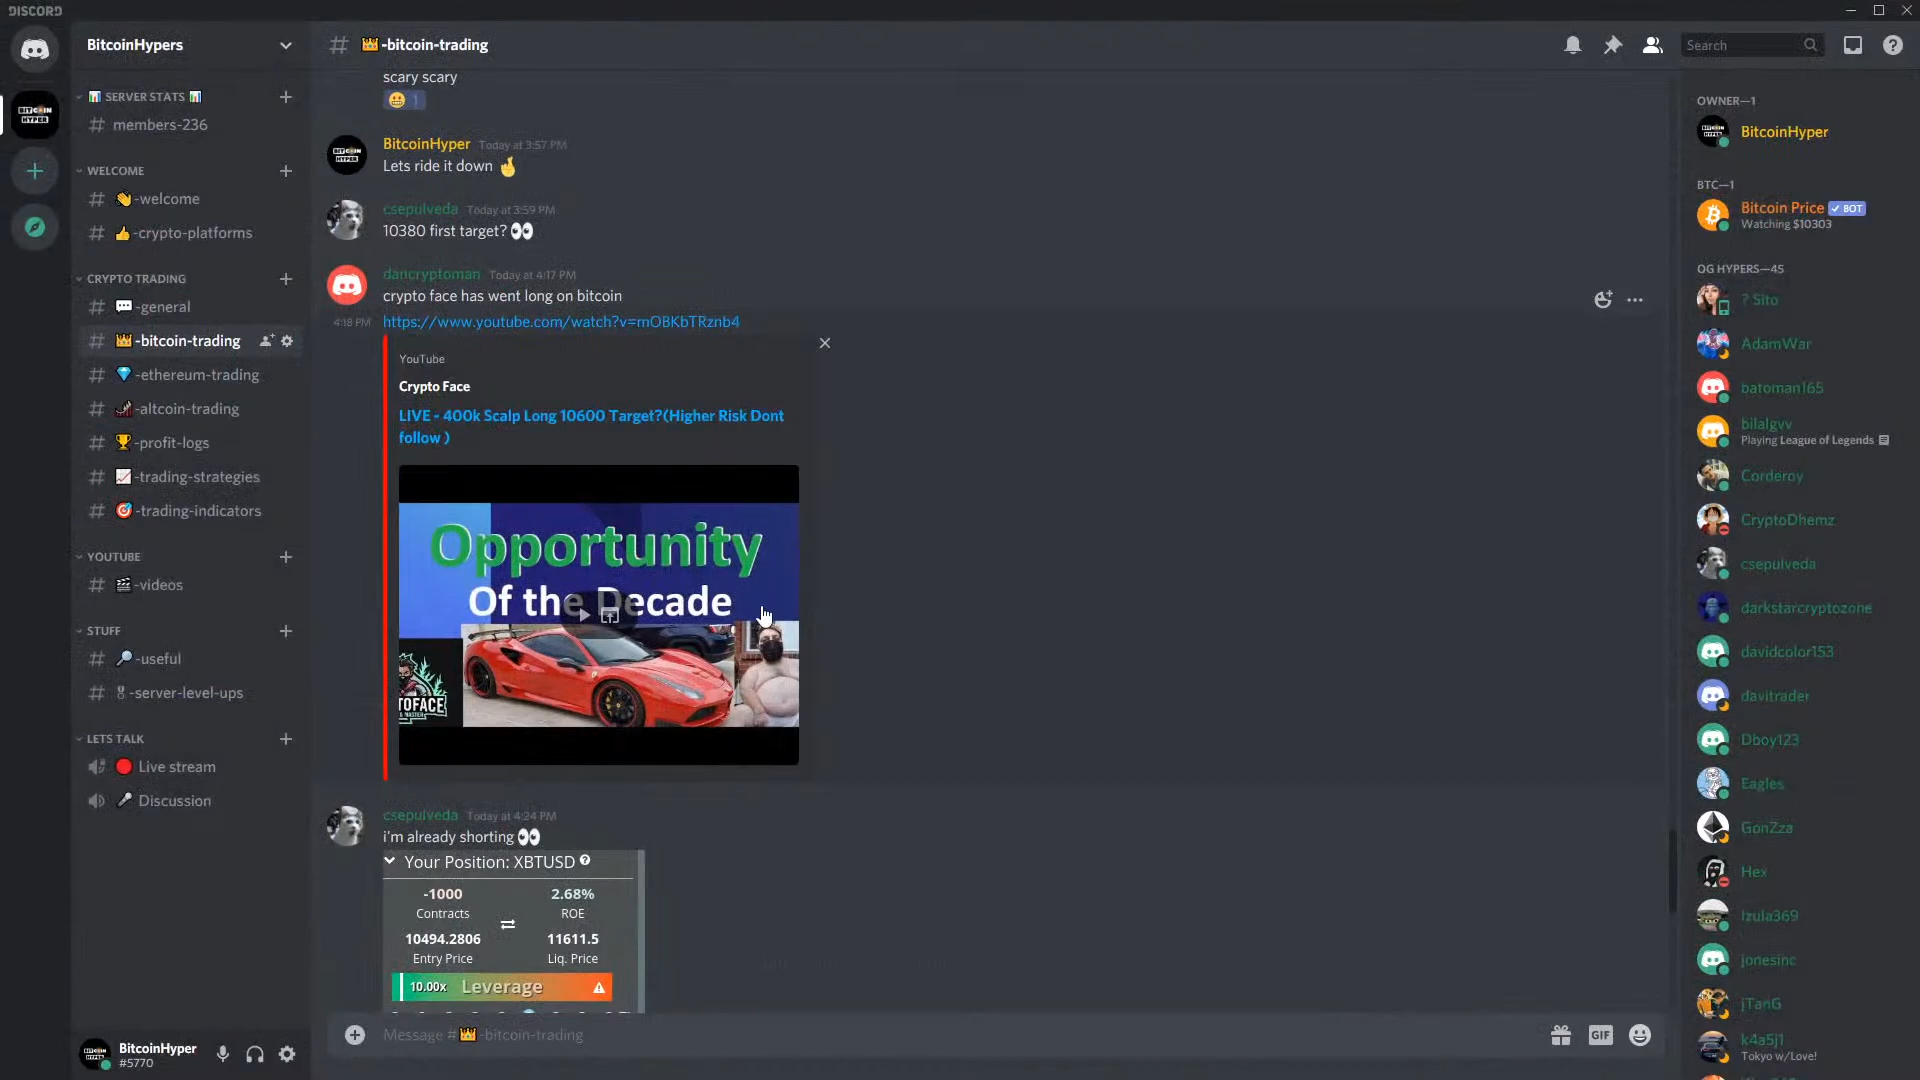 DISCORD
BitcoinHypers
SERVER STATS
members-236
WELCOME
-welcome
-crypto-platforms
CRYPTO TRADING
-general
-bitcoin-trading
-ethereum-trading
-altcoin-trading
-profit-logs
-trading-strategies
-trading-indicators
YOUTUBE
-videos
STUFF
-useful
-server-level-ups
LETS TALK
Live stream
Discussion
BitcoinHyper
#5770
-bitcoin-trading
Search
scary scary
1
BitcoinHyper Today at 3:57 PM
Lets ride it down
csepulveda Today at 3:59 PM
10380 first target?
dancryptoman Today at 4:17 PM
crypto face has went long on bitcoin
4:18 PM https://www.youtube.com/watch?v=mOBKbTRznb4
YouTube
Crypto Face
LIVE - 400k Scalp Long 10600 Target?(Higher Risk Dont
follow )
Opportunity
Of the Decade
TOFACE
csepulveda Today at 4:24 PM
i'm already shorting
Your Position: XBTUSD
-1000 2.68%
Contracts ROE
10494.2806 11611.5
Entry Price Liq. Price
10.00x Leverage
Message # -bitcoin-trading
GIF
OWNER—1
BITCOIN
HYPER
BitcoinHyper
BTC—1
Bitcoin Price BOT
Watching $10303
OG HYPERS—45
? Sito
AdamWar
batoman165
bilalgvv
Playing League of Legends
Corderoy
CryptoDhemz
csepulveda
darkstarcryptozone
davidcolor153
davitrader
Dboy123
Eagles
GonZza
Hex
Izula369
jonesinc
JTanG
k4a5j1
Tokyo w/Love!